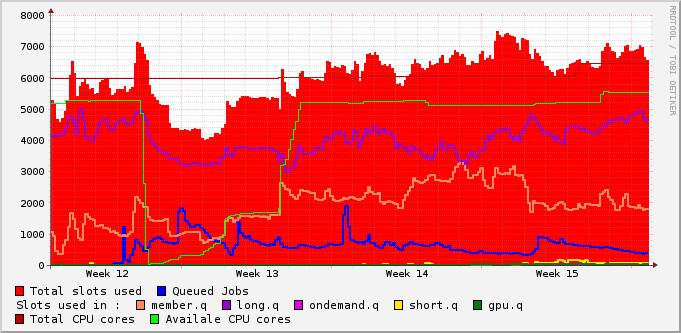 8000
7000
6000
5000
4000
3000
2000
1000
0
Week 12 Week 13 Week 14 Week 15
Total slots used Queued Jobs
Slots used in : member.q long.q ondemand.q short.q gpu.q
Total CPU cores Availale CPU cores
RRDTOOL / TOBI OETIKER